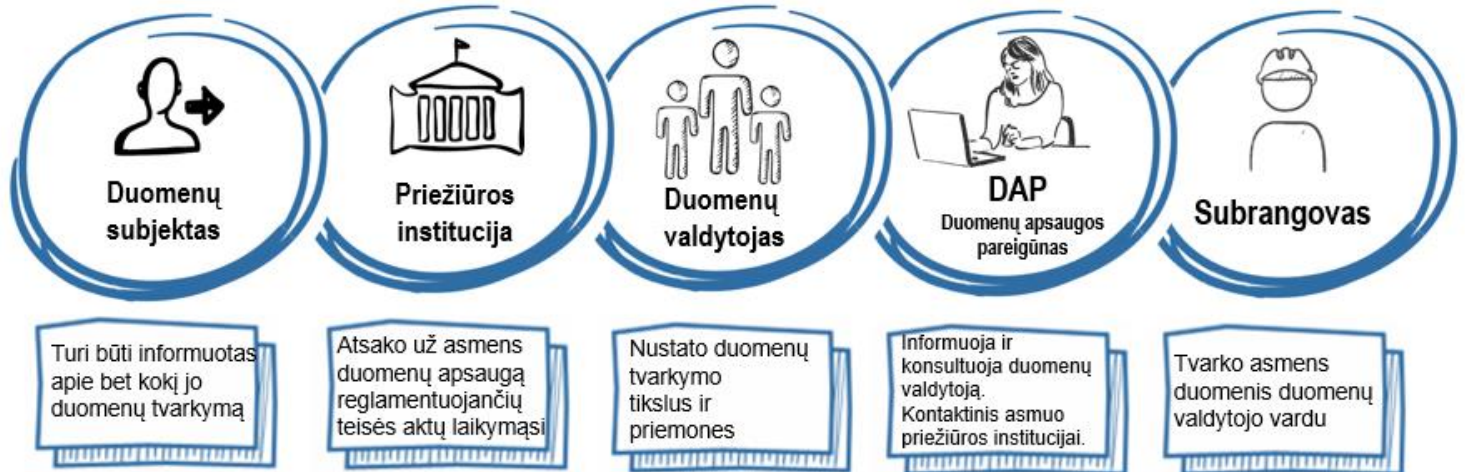 Duomenų
subjektas
Priežiūros
institucija
Duomenų
valdytojas
DAP
Duomenų apsaugos
pareigūnas
Subrangovas
Turi būti informuotas
apie bet kokį jo
duomenų tvarkymą
Atsako už asmens
duomenų apsaugą
reglamentuojančių
teisės aktų laikymąsi
Nustato duomenų
tvarkymo
tikslus ir
priemones
Informuoja ir
konsultuoja duomenų
valdytoją.
Kontaktinis asmuo
priežiūros institucijai.
Tvarko asmens
duomenis duomenų
valdytojo vardu